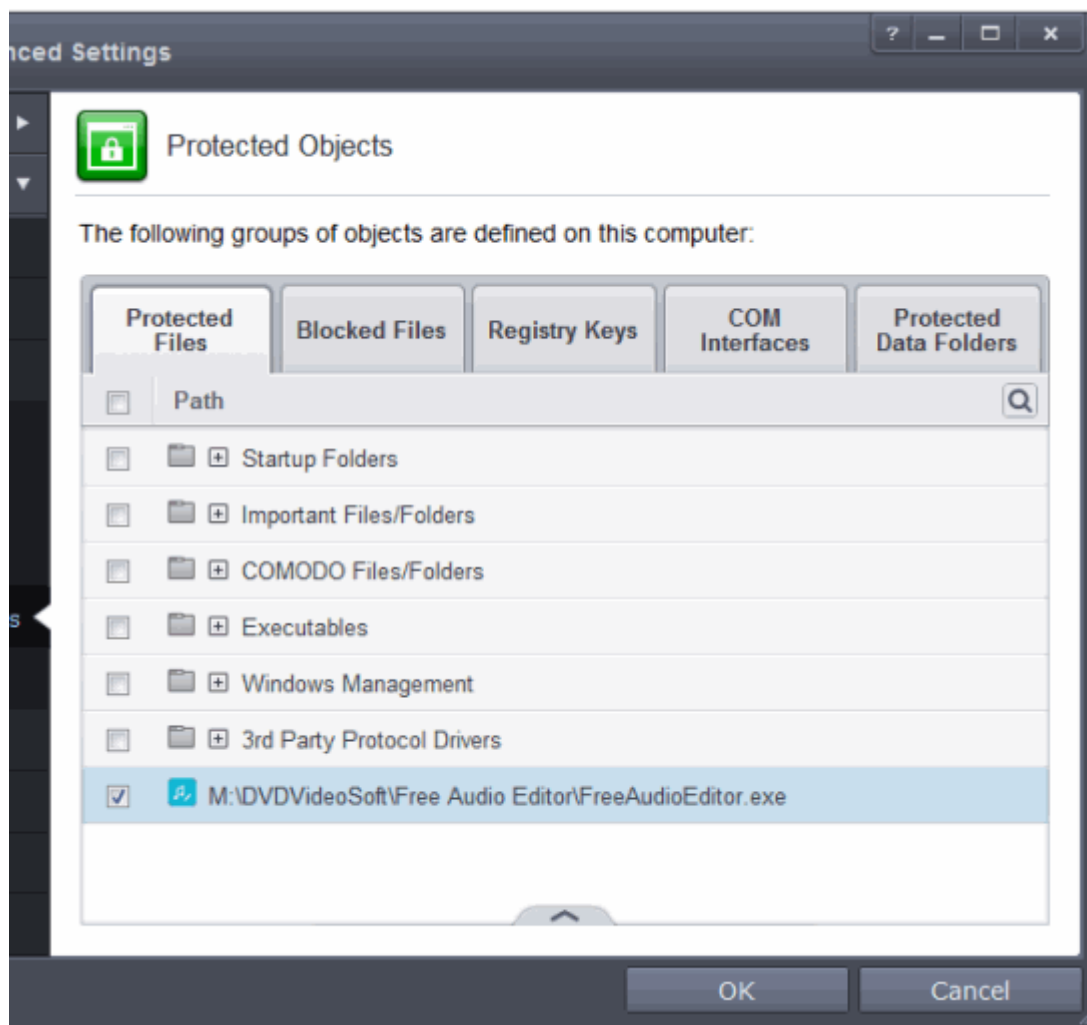 nced Settings
?
Protected Objects
The following groups of objects are defined on this computer:
Protected
Files
Blocked Files
Registry Keys
COM
Interfaces
Protected
Data Folders
Path
Startup Folders
Important Files/Folders
COMODO Files/Folders
Executables
s
Windows Management
3rd Party Protocol Drivers
M:\DVDVideoSoft\Free Audio Editor\FreeAudioEditor.exe
OK
Cancel